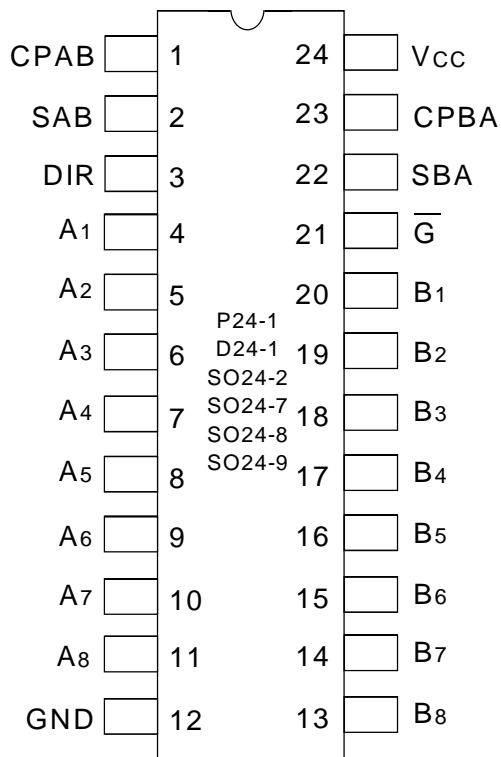 CPAB 1 24 Vcc
SAB 2 23 CPBA
DIR 3 22 SBA
A1 4 21 G̅
A2 5 20 B1
P24-1
A3 6 D24-1 19 B2
SO24-2
A4 7 SO24-7 18 B3
SO24-8
A5 8 SO24-9 17 B4
A6 9 16 B5
A7 10 15 B6
A8 11 14 B7
GND 12 13 B8